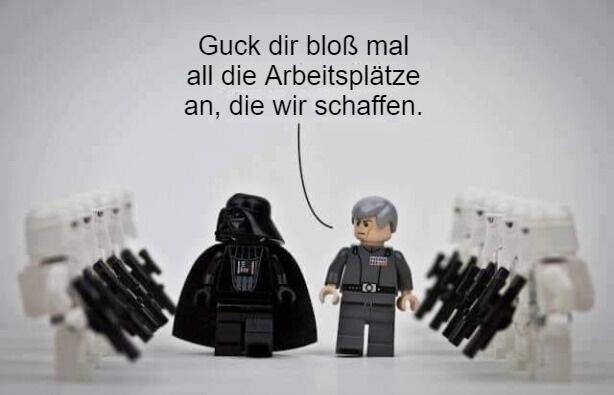 Guck dir bloß mal
all die Arbeitsplätze
an, die wir schaffen.